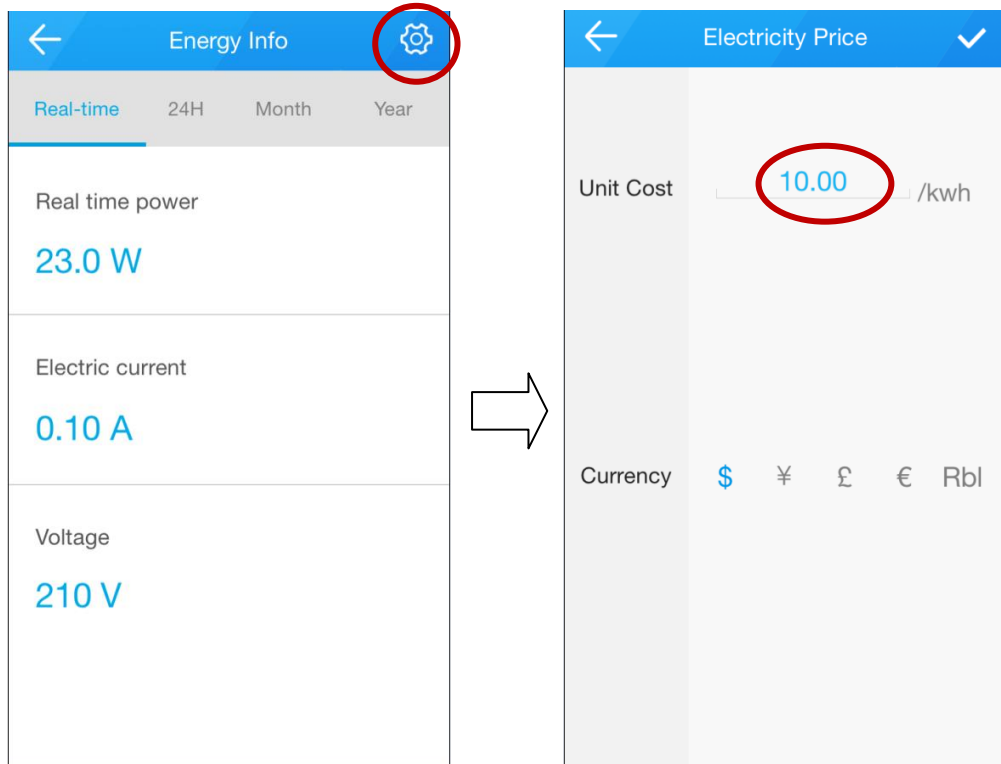 Energy Info
Real-time 24H Month Year
Real time power
23.0 W
Electric current
0.10 A
Voltage
210 V
Electricity Price
Unit Cost 10.00 /kwh
Currency $ ¥ £ € Rbl